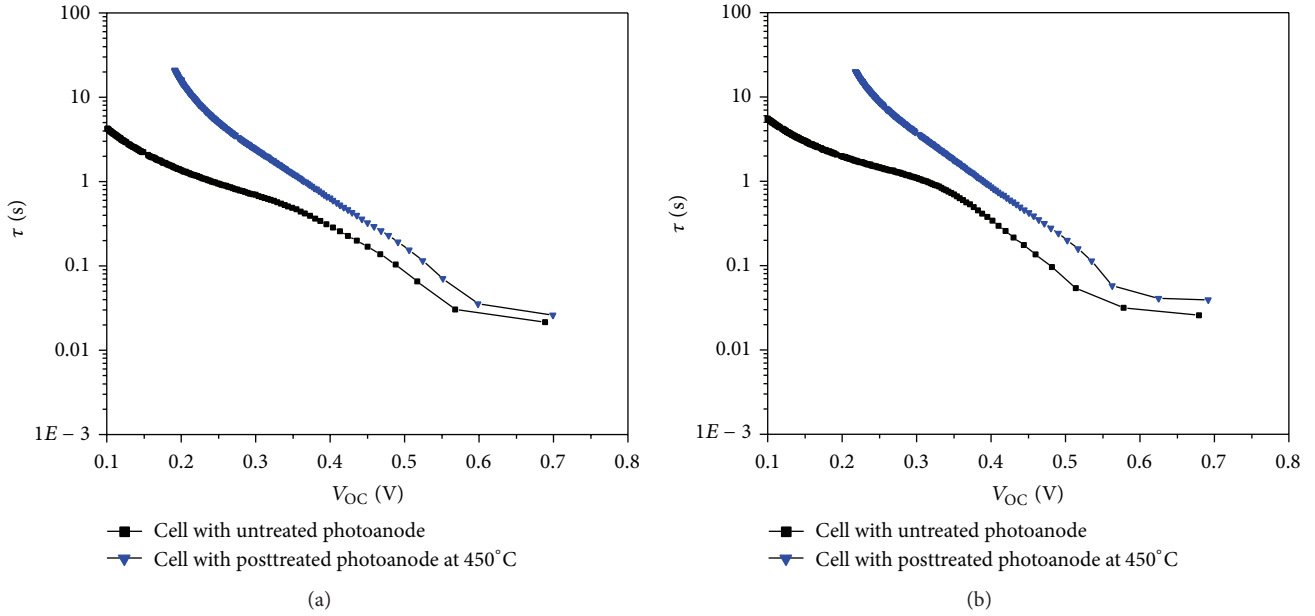 100
10
1
0.1
0.01
1E − 3
τ (s)
0.1 0.2 0.3 0.4 0.5 0.6 0.7 0.8
V_OC (V)
Cell with untreated photoanode
Cell with posttreated photoanode at 450°C
(a)
100
10
1
0.1
0.01
1E − 3
τ (s)
0.1 0.2 0.3 0.4 0.5 0.6 0.7 0.8
V_OC (V)
Cell with untreated photoanode
Cell with posttreated photoanode at 450°C
(b)